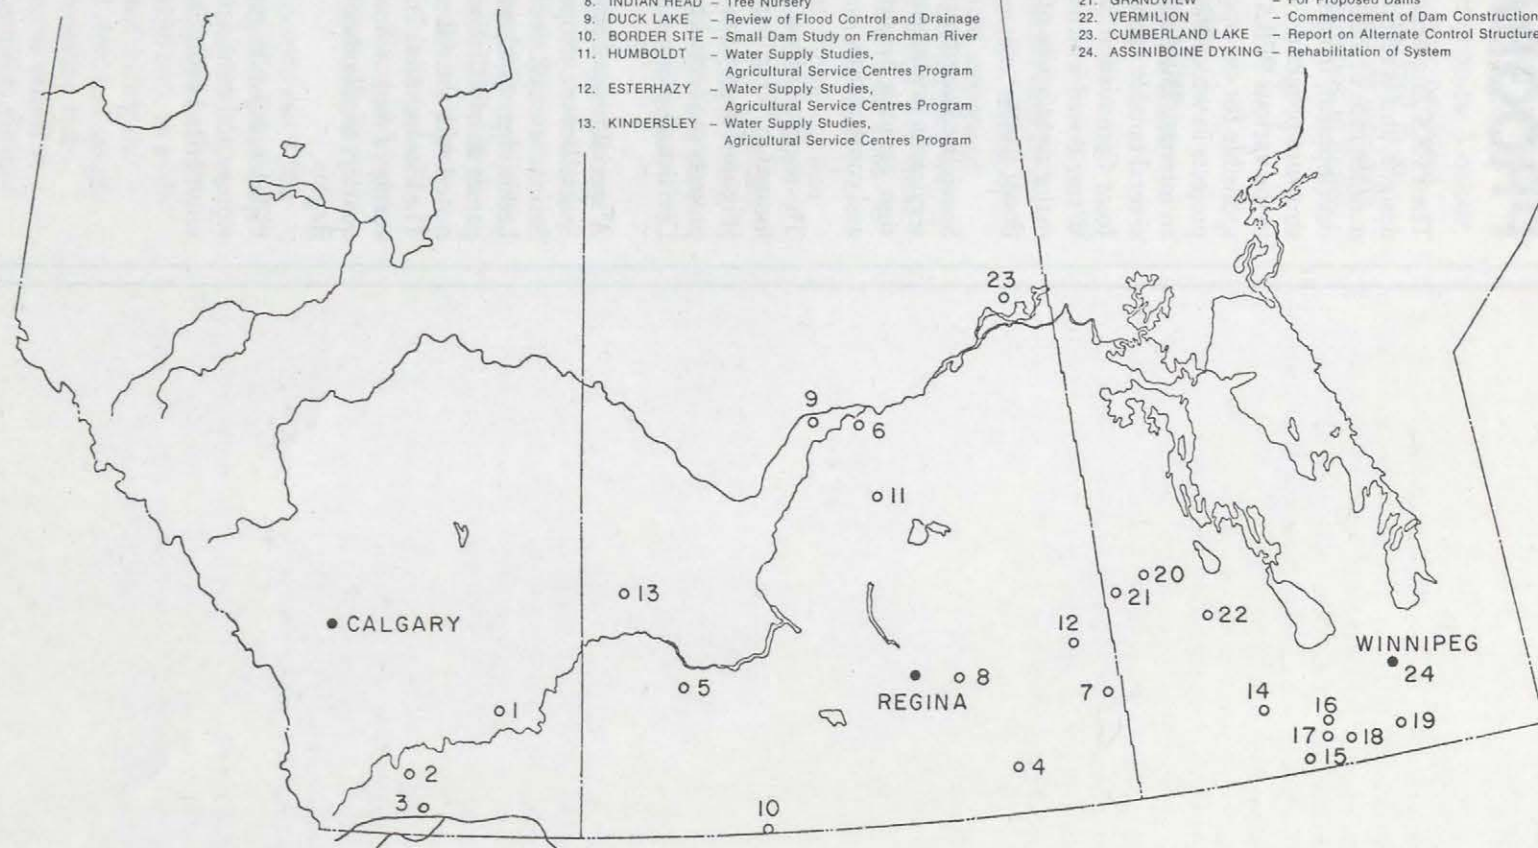 8. INDIAN HEAD – Tree Nursery
9. DUCK LAKE – Review of Flood Control and Drainage
10. BORDER SITE – Small Dam Study on Frenchman River
11. HUMBOLDT – Water Supply Studies,
Agricultural Service Centres Program
12. ESTERHAZY – Water Supply Studies,
Agricultural Service Centres Program
13. KINDERSLEY – Water Supply Studies,
Agricultural Service Centres Program
21. GRANDVIEW – For Proposed Dams
22. VERMILION – Commencement of Dam Construction
23. CUMBERLAND LAKE – Report on Alternate Control Structure
24. ASSINIBOINE DYKING – Rehabilitation of System
23
9
6
11
20
13
21
CALGARY
22
12
WINNIPEG
24
8
5
REGINA
7
14
1
16
19
17 18
15
4
2
3
10